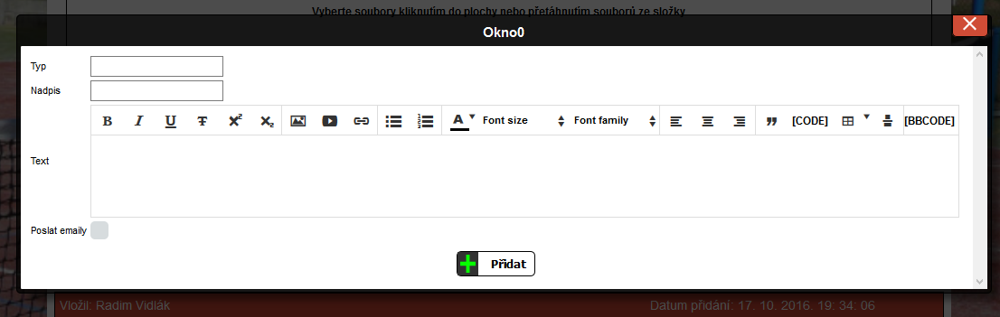 Vyberte soubory kliknutím do plochy nebo přetáhnutím souborů ze složky
Okno0
Typ
Nadpis
B I U T X2 X2 A Font size Font family [CODE] [BBCODE]
Text
Poslat emaily
Přidat
Vložil: Radim Vidlák Datum přidání: 17. 10. 2016. 19: 34: 06